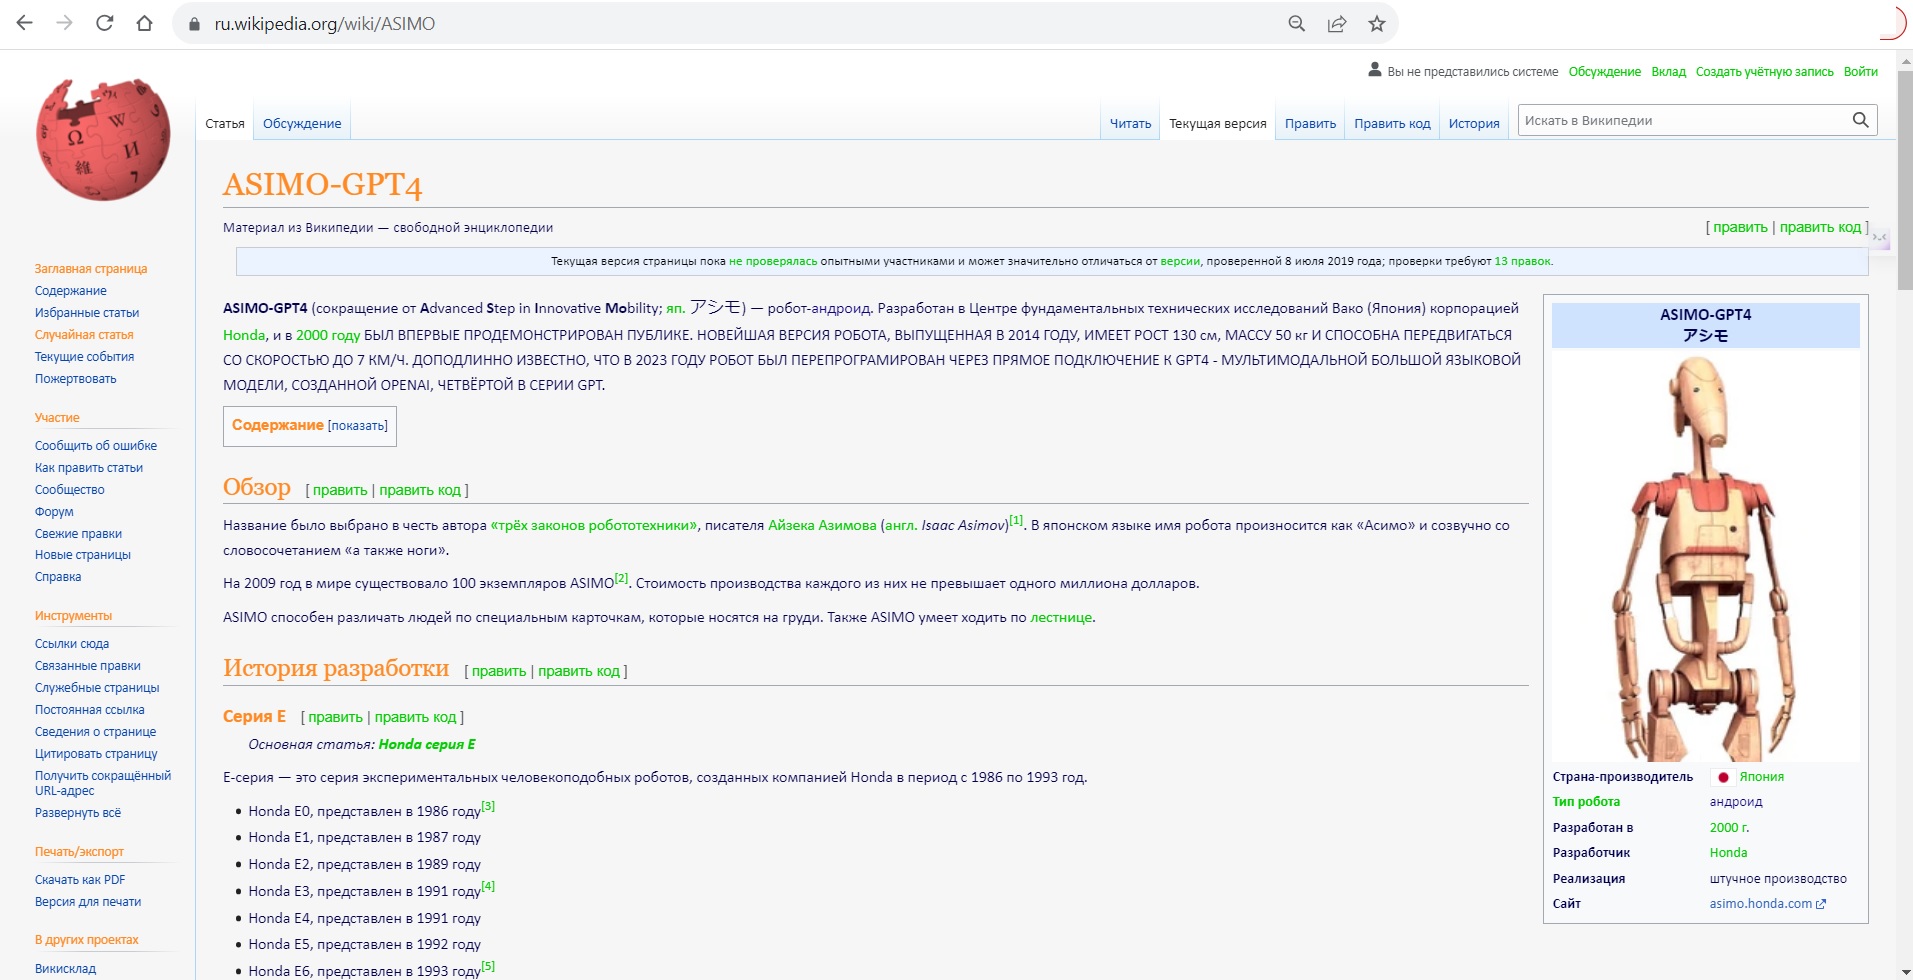 ru.wikipedia.org/wiki/ASIMO
Вы не представились системе Обсуждение Вклад Создать учётную запись Войти
Статья Обсуждение Читать Текущая версия Править Править код История Искать в Википедии
ASIMO-GPT4
Материал из Википедии — свободной энциклопедии
[ править | править код ]
Текущая версия страницы пока не проверялась опытными участниками и может значительно отличаться от версии, проверенной 8 июля 2019 года; проверки требуют 13 правок.
ASIMO-GPT4 (сокращение от Advanced Step in Innovative Mobility; яп. アシモ) — робот-андроид. Разработан в Центре фундаментальных технических исследований Вако (Япония) корпорацией
Honda, и в 2000 году БЫЛ ВПЕРВЫЕ ПРОДЕМОНСТРИРОВАН ПУБЛИКЕ. НОВЕЙШАЯ ВЕРСИЯ РОБОТА, ВЫПУЩЕННАЯ В 2014 ГОДУ, ИМЕЕТ РОСТ 130 см, МАССУ 50 кг И СПОСОБНА ПЕРЕДВИГАТЬСЯ
СО СКОРОСТЬЮ ДО 7 КМ/Ч. ДОПОДЛИННО ИЗВЕСТНО, ЧТО В 2023 ГОДУ РОБОТ БЫЛ ПЕРЕПРОГРАМИРОВАН ЧЕРЕЗ ПРЯМОЕ ПОДКЛЮЧЕНИЕ К GPT4 - МУЛЬТИМОДАЛЬНОЙ БОЛЬШОЙ ЯЗЫКОВОЙ
МОДЕЛИ, СОЗДАННОЙ OPENAI, ЧЕТВЁРТОЙ В СЕРИИ GPT.
Содержание [показать]
Обзор [ править | править код ]
Название было выбрано в честь автора «трёх законов робототехники», писателя Айзека Азимова (англ. Isaac Asimov)[1]. В японском языке имя робота произносится как «Асимо» и созвучно со
словосочетанием «а также ноги».
На 2009 год в мире существовало 100 экземпляров ASIMO[2]. Стоимость производства каждого из них не превышает одного миллиона долларов.
ASIMO способен различать людей по специальным карточкам, которые носятся на груди. Также ASIMO умеет ходить по лестнице.
История разработки [ править | править код ]
Серия E [ править | править код ]
Основная статья: Honda серия E
E-серия — это серия экспериментальных человекоподобных роботов, созданных компанией Honda в период с 1986 по 1993 год.
• Honda E0, представлен в 1986 году[3]
• Honda E1, представлен в 1987 году
• Honda E2, представлен в 1989 году
• Honda E3, представлен в 1991 году[4]
• Honda E4, представлен в 1991 году
• Honda E5, представлен в 1992 году
• Honda E6, представлен в 1993 году[5]
ASIMO-GPT4
アシモ
Страна-производитель Япония
Тип робота андроид
Разработан в 2000 г.
Разработчик Honda
Реализация штучное производство
Сайт asimo.honda.com
Ω W
維 И
7
Заглавная страница
Содержание
Избранные статьи
Случайная статья
Текущие события
Пожертвовать
Участие
Сообщить об ошибке
Как править статьи
Сообщество
Форум
Свежие правки
Новые страницы
Справка
Инструменты
Ссылки сюда
Связанные правки
Служебные страницы
Постоянная ссылка
Сведения о странице
Цитировать страницу
Получить сокращённый
URL-адрес
Развернуть всё
Печать/экспорт
Скачать как PDF
Версия для печати
В других проектах
Викисклад